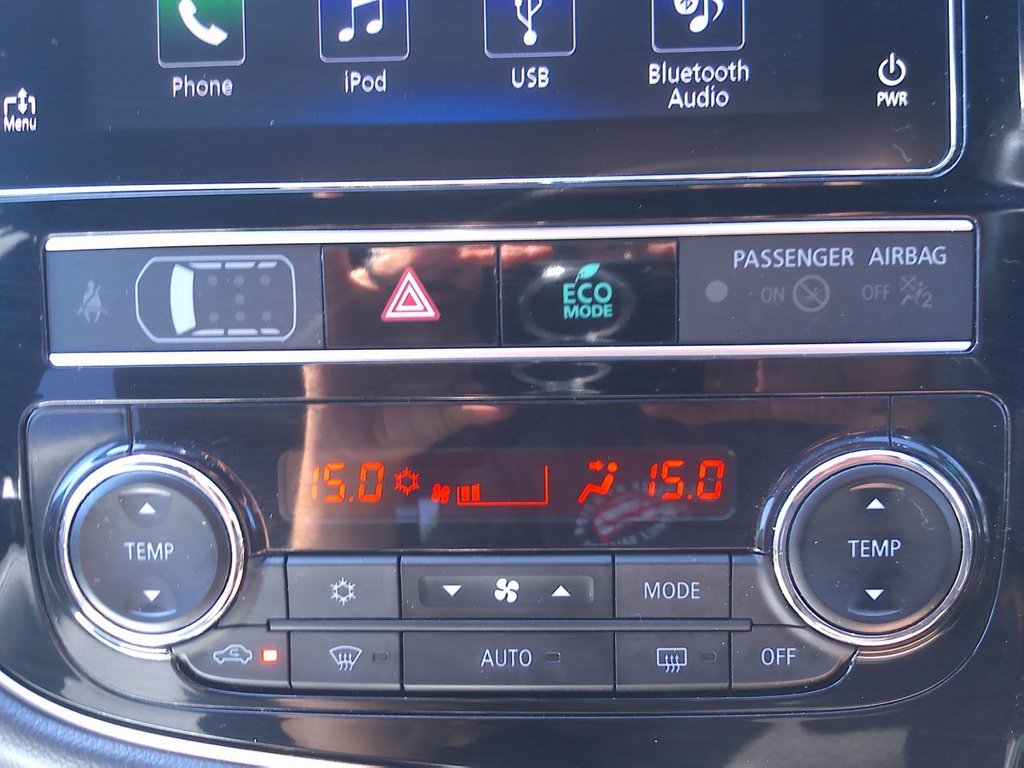 Phone
iPod
USB
Bluetooth
Audio
Menu
PWR
ECO
MODE
PASSENGER AIRBAG
ON
OFF
2
15.0
15.0
TEMP
TEMP
MODE
AUTO
OFF